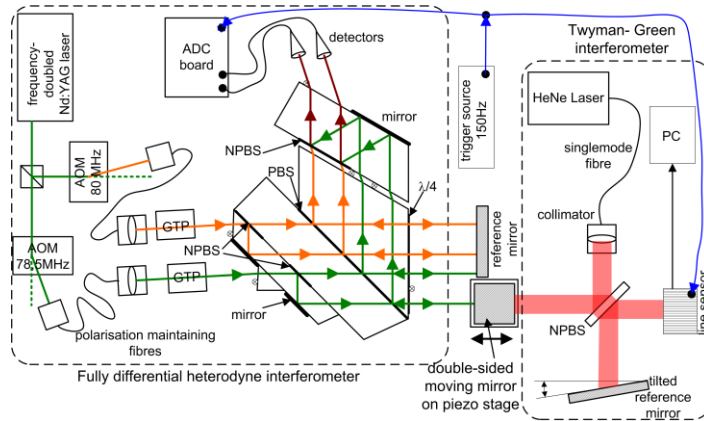 frequency-
doubled
Nd:YAG laser
ADC
board
detectors
Twyman- Green
interferometer
trigger source
150Hz
HeNe Laser
PC
singlemode
fibre
collimator
mirror
NPBS
PBS
λ/4
AOM
80 MHz
AOM
78.5MHz
GTP
NPBS
GTP
mirror
reference
mirror
polarisation maintaining
fibres
NPBS
line sensor
double-sided
moving mirror
on piezo stage
tilted
reference
mirror
Fully differential heterodyne interferometer